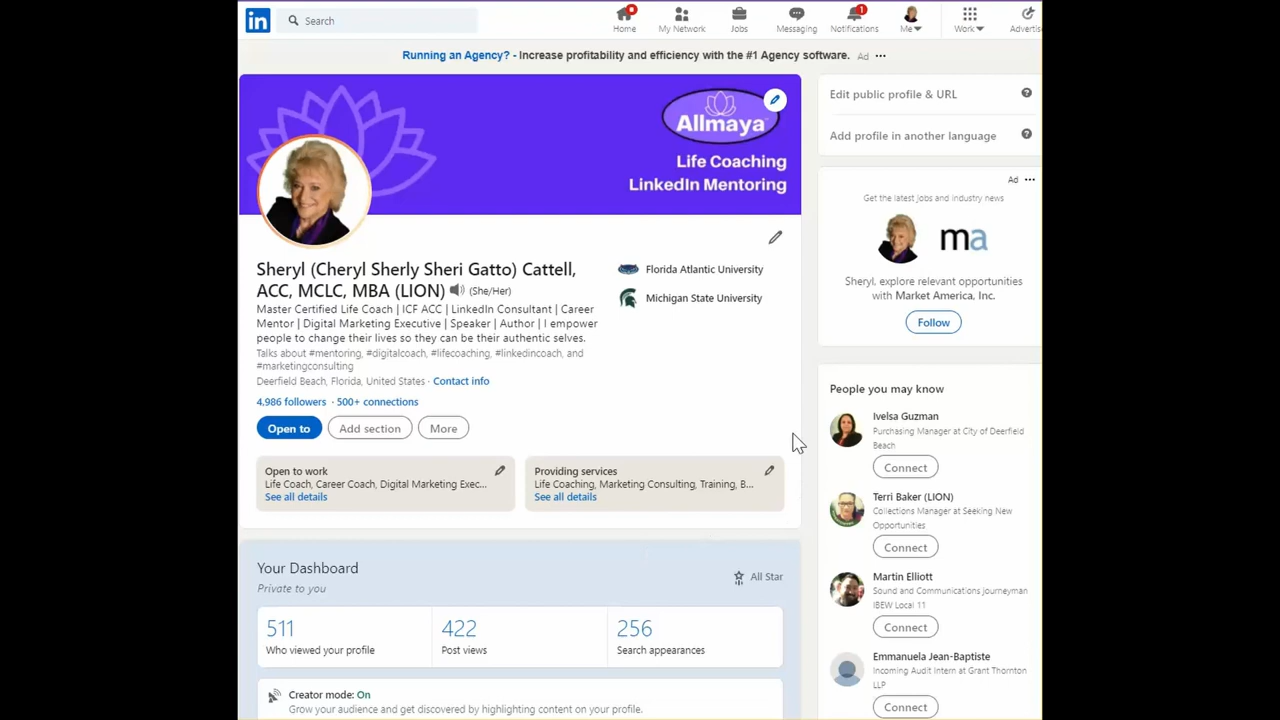 in
Search
Home
My Network
Jobs
Messaging
1
Notifications
Me
Work
Advertis
Running an Agency? - Increase profitability and efficiency with the #1 Agency software. Ad
Allmaya
Life Coaching
LinkedIn Mentoring
Sheryl (Cheryl Sherly Sheri Gatto) Cattell,
ACC, MCLC, MBA (LION) (She/Her)
Master Certified Life Coach | ICF ACC | LinkedIn Consultant | Career
Mentor | Digital Marketing Executive | Speaker | Author | I empower
people to change their lives so they can be their authentic selves.
Talks about #mentoring, #digitalcoach, #lifecoaching, #linkedincoach, and
#marketingconsulting
Deerfield Beach, Florida, United States · Contact info
4,986 followers · 500+ connections
Open to
Add section
More
Florida Atlantic University
Michigan State University
Open to work
Life Coach, Career Coach, Digital Marketing Exec...
See all details
Providing services
Life Coaching, Marketing Consulting, Training, B...
See all details
Your Dashboard
Private to you
All Star
511
Who viewed your profile
422
Post views
256
Search appearances
Creator mode: On
Grow your audience and get discovered by highlighting content on your profile.
Edit public profile & URL
Add profile in another language
Ad
Get the latest jobs and industry news
ma
Sheryl, explore relevant opportunities
with Market America, Inc.
Follow
People you may know
Ivelsa Guzman
Purchasing Manager at City of Deerfield
Beach
Connect
Terri Baker (LION)
Collections Manager at Seeking New
Opportunities
Connect
Martin Elliott
Sound and Communications Journeyman
IBEW Local 11
Connect
Emmanuela Jean-Baptiste
Incoming Audit Intern at Grant Thornton
LLP
Connect